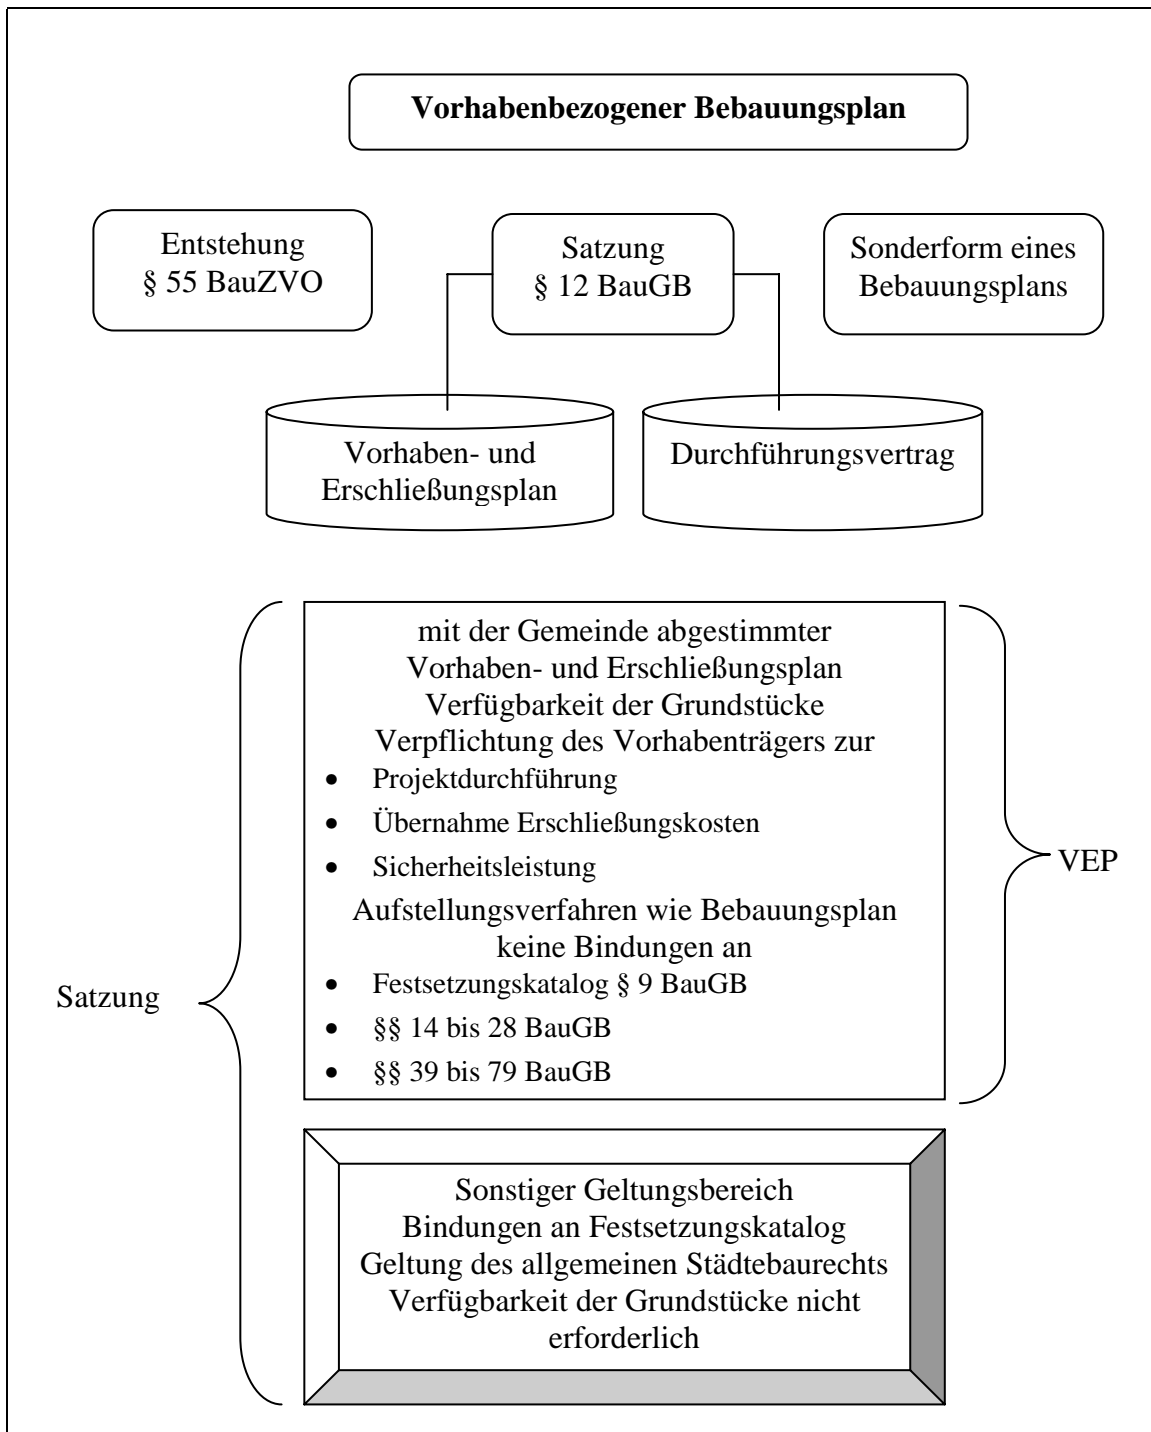 Vorhabenbezogener Bebauungsplan
Entstehung
§ 55 BauZVO
Satzung
§ 12 BauGB
Sonderform eines
Bebauungsplans
Vorhaben- und
Erschließungsplan
Durchführungsvertrag
mit der Gemeinde abgestimmter
Vorhaben- und Erschließungsplan
Verfügbarkeit der Grundstücke
Verpflichtung des Vorhabenträgers zur
• Projektdurchführung
• Übernahme Erschließungskosten
• Sicherheitsleistung
Aufstellungsverfahren wie Bebauungsplan
keine Bindungen an
• Festsetzungskatalog § 9 BauGB
• §§ 14 bis 28 BauGB
• §§ 39 bis 79 BauGB
VEP
Satzung
Sonstiger Geltungsbereich
Bindungen an Festsetzungskatalog
Geltung des allgemeinen Städtebaurechts
Verfügbarkeit der Grundstücke nicht
erforderlich